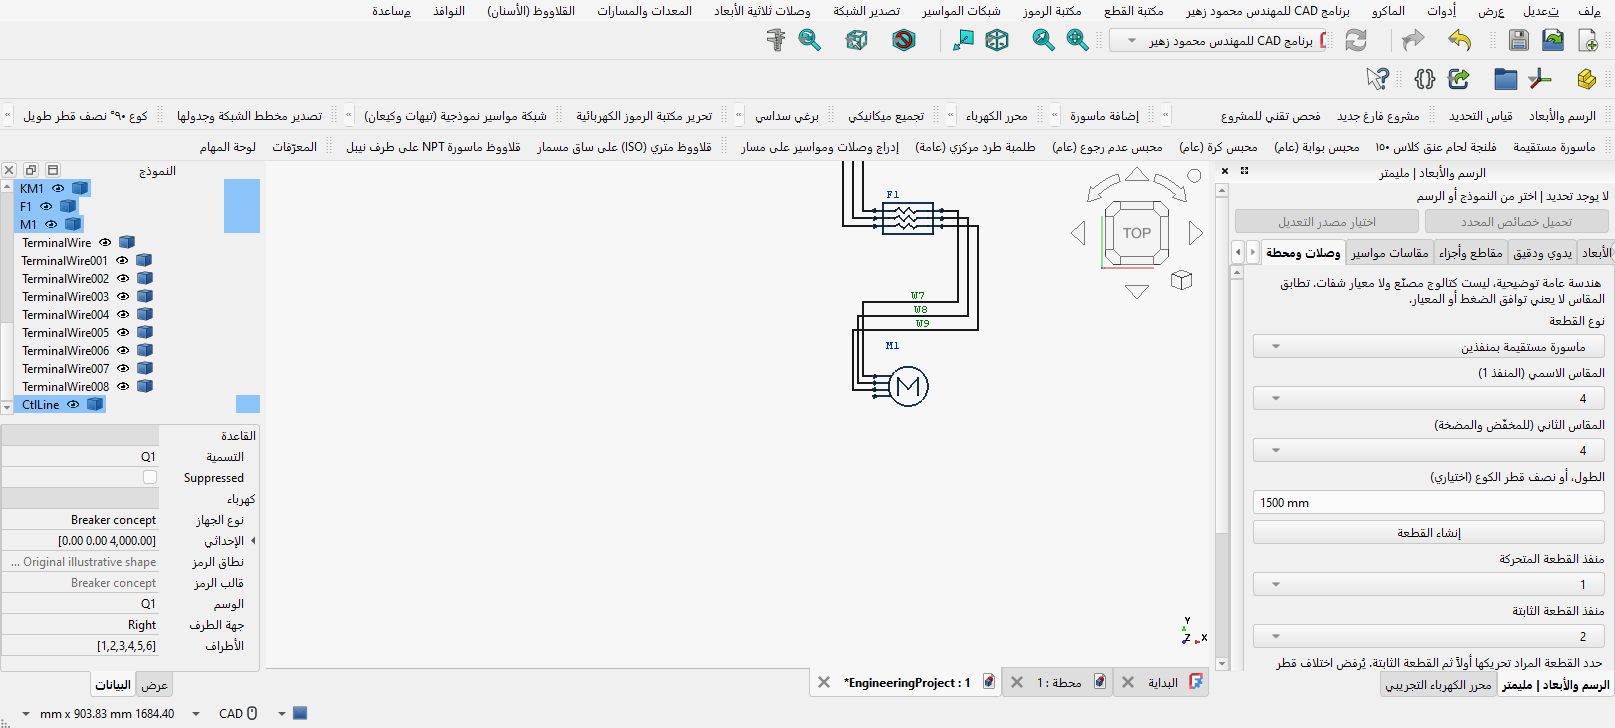 ملف تعديل عرض أدوات الماكرو برنامج CAD للمهندس محمود زهير مكتبة القطع مكتبة الرموز شبكات المواسير تصدير الشبكة وصلات ثلاثية الأبعاد القلاووظ (الأسنان) المعدات والمسارات النوافذ مساعدة
برنامج CAD للمهندس محمود زهير
الرسم والأبعاد قياس التحديد مشروع فارغ جديد فحص تقني للمشروع » إضافة ماسورة » محرر الكهرباء » تجميع ميكانيكي » برغي سداسي » تحرير مكتبة الرموز الكهربائية » شبكة مواسير نموذجية (تيهات وكيعان) » تصدير مخطط الشبكة وجدولها كوع ٩٠° نصف قطر طويل »
ماسورة مستقيمة فلنجة لحام عنق كلاس ١٥٠ محبس بوابة (عام) محبس كرة (عام) محبس عدم رجوع (عام) طلمبة طرد مركزي (عامة) إدراج وصلات ومواسير على مسار قلاووظ متري (ISO) على ساق مسمار قلاووظ ماسورة NPT على طرف نيبل المعرّفات لوحة المهام
الرسم والأبعاد | مليمتر
لا يوجد تحديد | اختر من النموذج أو الرسم
تحميل خصائص المحدد
اختيار مصدر التعديل
الأبعاد يدوي ودقيق مقاطع وأجزاء مقاسات مواسير وصلات ومحطة
هندسة عامة توضيحية، ليست كتالوج مصنّع ولا معيار شفات. تطابق
المقاس لا يعني توافق الضغط أو المعيار.
نوع القطعة
ماسورة مستقيمة بمنفذين
المقاس الاسمي (المنفذ 1)
4
المقاس الثاني (للمخفّض والمضخة)
4
الطول، أو نصف قطر الكوع (اختياري)
1500 mm
إنشاء القطعة
منفذ القطعة المتحركة
1
منفذ القطعة الثابتة
2
حدد القطعة المراد تحريكها أولاً ثم القطعة الثابتة. يُرفض اختلاف قطر
الرسم والأبعاد | مليمتر
محرر الكهرباء التجريبي
F1
W7
W8
W9
M1
M
TOP
Y
Z
X
النموذج
KM1
F1
M1
TerminalWire
TerminalWire001
TerminalWire002
TerminalWire003
TerminalWire004
TerminalWire005
TerminalWire006
TerminalWire007
TerminalWire008
CtlLine
القاعدة
التسمية Q1
Suppressed
كهرباء
نوع الجهاز Breaker concept
الإحداثي [0.00 0.00 4,000.00]
نطاق الرمز Original illustrative shape ...
قالب الرمز Breaker concept
الوسم Q1
جهة الطرف Right
الأطراف [1,2,3,4,5,6]
عرض
البيانات
البداية
محطة : 1
EngineeringProject : 1*
CAD
mm x 903.83 mm 1684.40